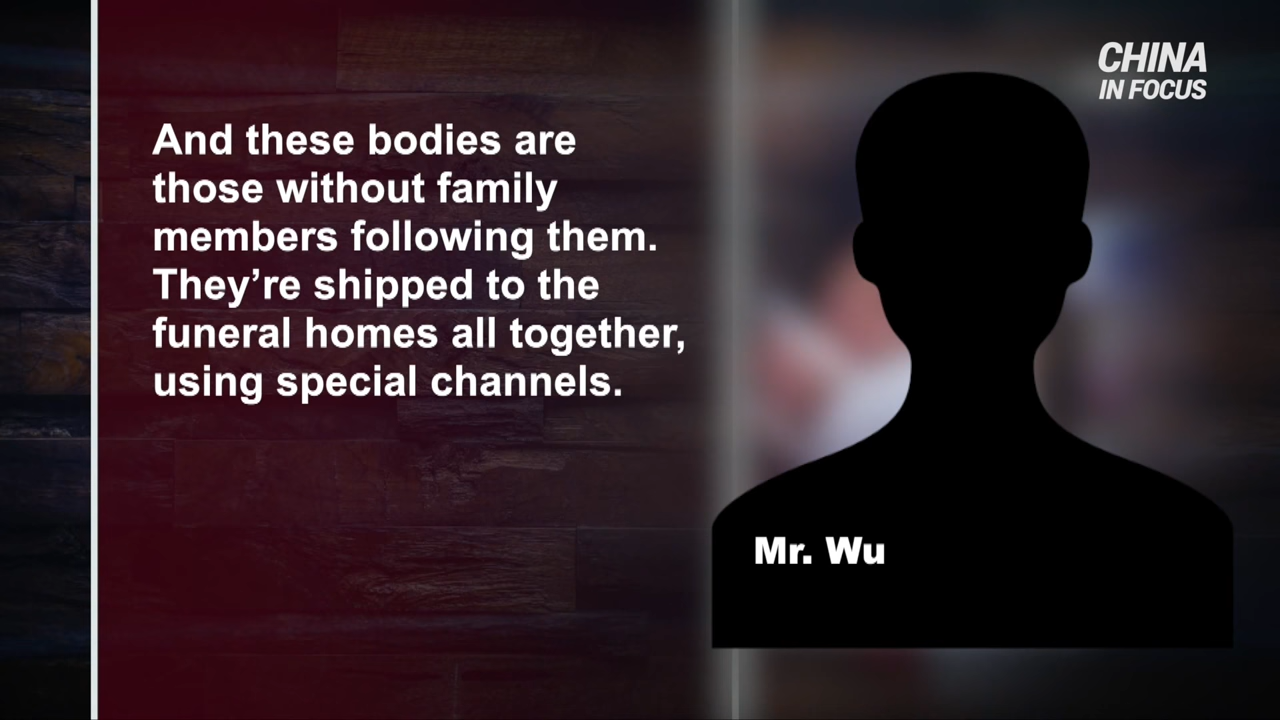 CHINA
IN FOCUS
And these bodies are
those without family
members following them.
They’re shipped to the
funeral homes all together,
using special channels.
Mr. Wu